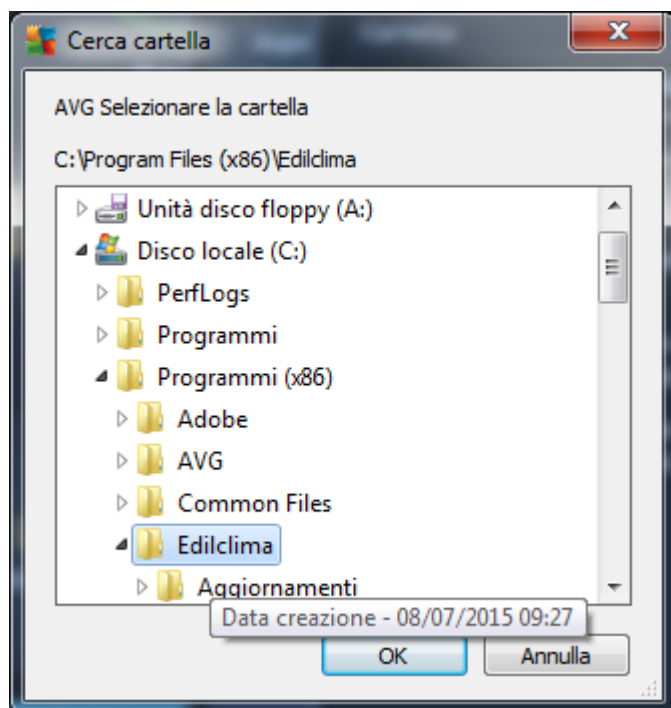 Cerca cartella
AVG Selezionare la cartella
C:\Program Files (x86)\Edilclima
Unità disco floppy (A:)
Disco locale (C:)
PerfLogs
Programmi
Programmi (x86)
Adobe
AVG
Common Files
Edilclima
Aggiornamenti
Data creazione - 08/07/2015 09:27
OK
Annulla